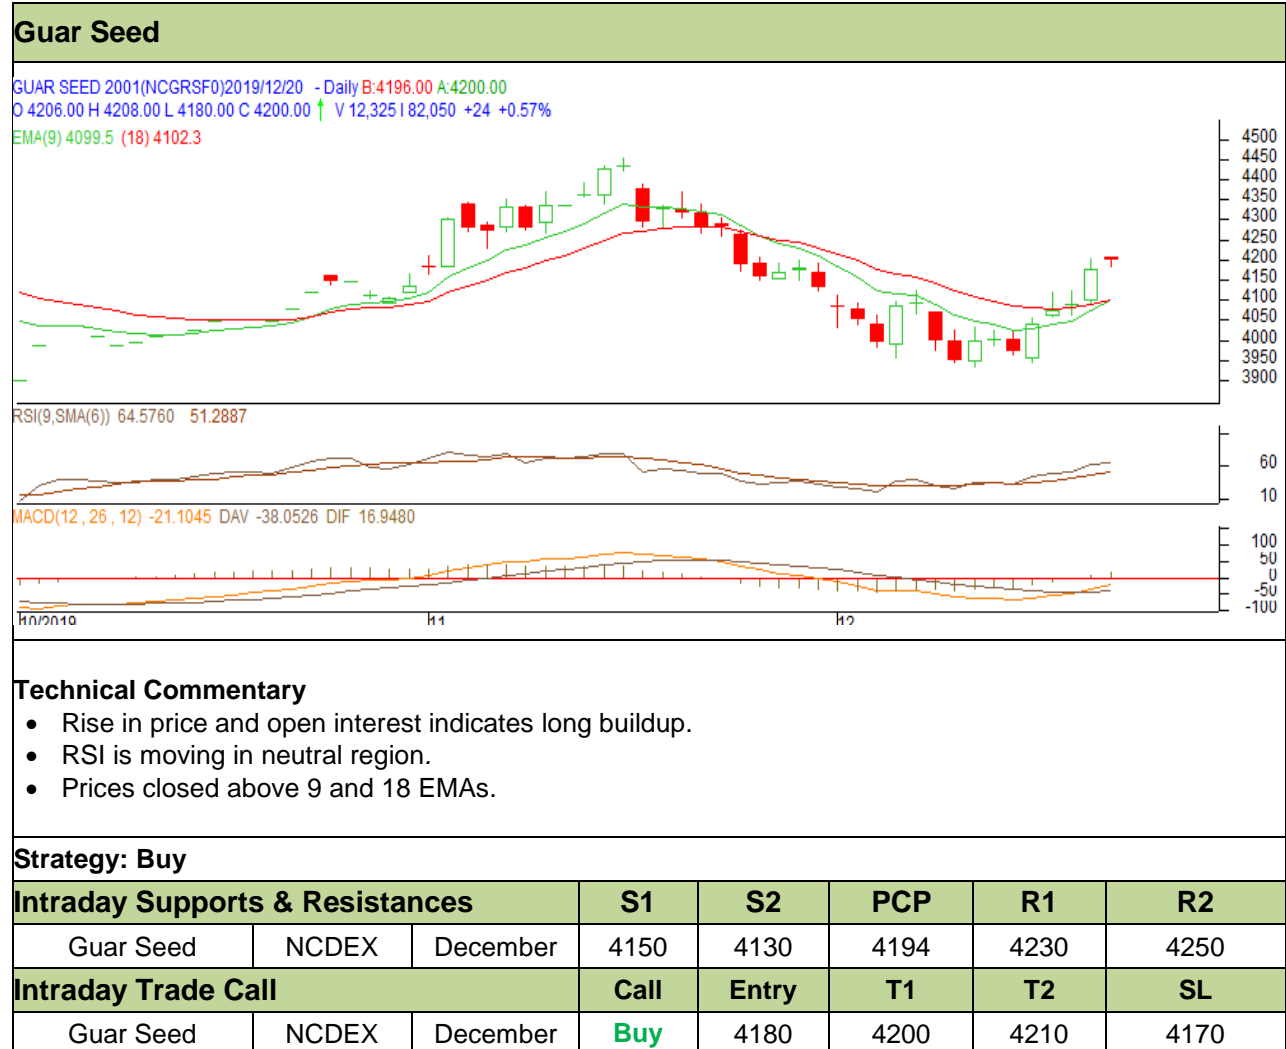 Guar Seed
GUAR SEED 2001(NCGRSF0)2019/12/20 - Daily B:4196.00 A:4200.00
O 4206.00 H 4208.00 L 4180.00 C 4200.00 V 12,325 I 82,050 +24 +0.57%
EMA(9) 4099.5 (18) 4102.3
4500
4450
4400
4350
4300
4250
4200
4150
4100
4050
4000
3950
3900
RSI(9,SMA(6)) 64.5760 51.2887
60
10
MACD(12 , 26 , 12) -21.1045 DAV -38.0526 DIF 16.9480
100
50
0
-50
-100
10/2019 11 12
Technical Commentary
• Rise in price and open interest indicates long buildup.
• RSI is moving in neutral region.
• Prices closed above 9 and 18 EMAs.
Strategy: Buy
Intraday Supports & Resistances S1 S2 PCP R1 R2
Guar Seed NCDEX December 4150 4130 4194 4230 4250
Intraday Trade Call Call Entry T1 T2 SL
Guar Seed NCDEX December Buy 4180 4200 4210 4170